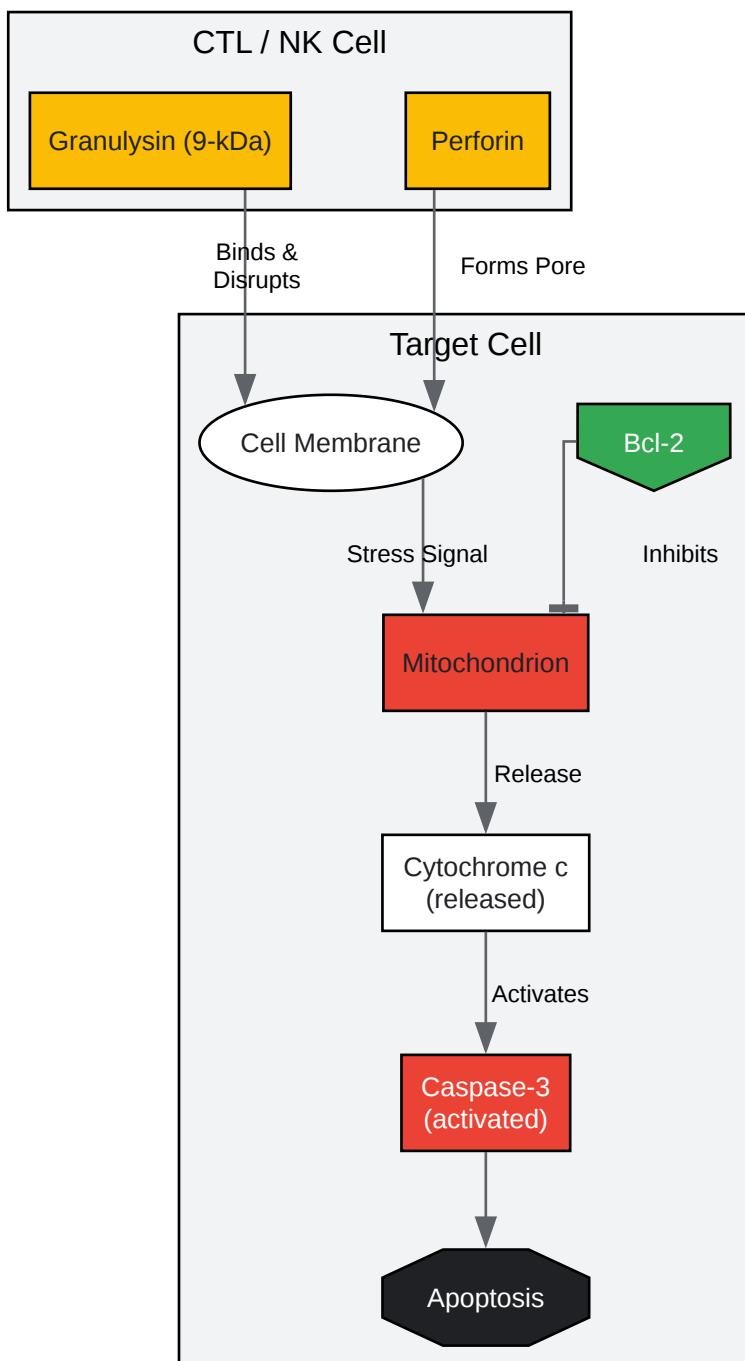 CTL / NK Cell
Granulysin (9-kDa)
Perforin
Binds &
Disrupts
Forms Pore
Target Cell
Cell Membrane
Bcl-2
Stress Signal
Inhibits
Mitochondrion
Release
Cytochrome c
(released)
Activates
Caspase-3
(activated)
Apoptosis